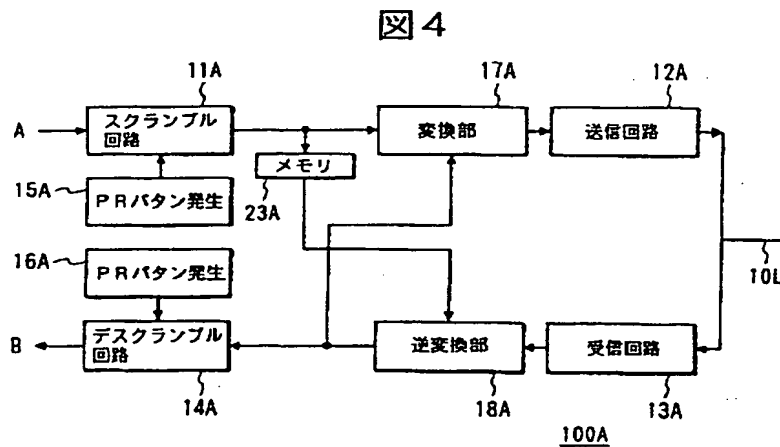 図4
11A
17A
12A
A
スクランブル
回路
変換部
送信回路
メモリ
15A
PRパタン発生
23A
16A
PRパタン発生
10L
B
デスクランブル
回路
逆変換部
受信回路
14A
18A
13A
100A